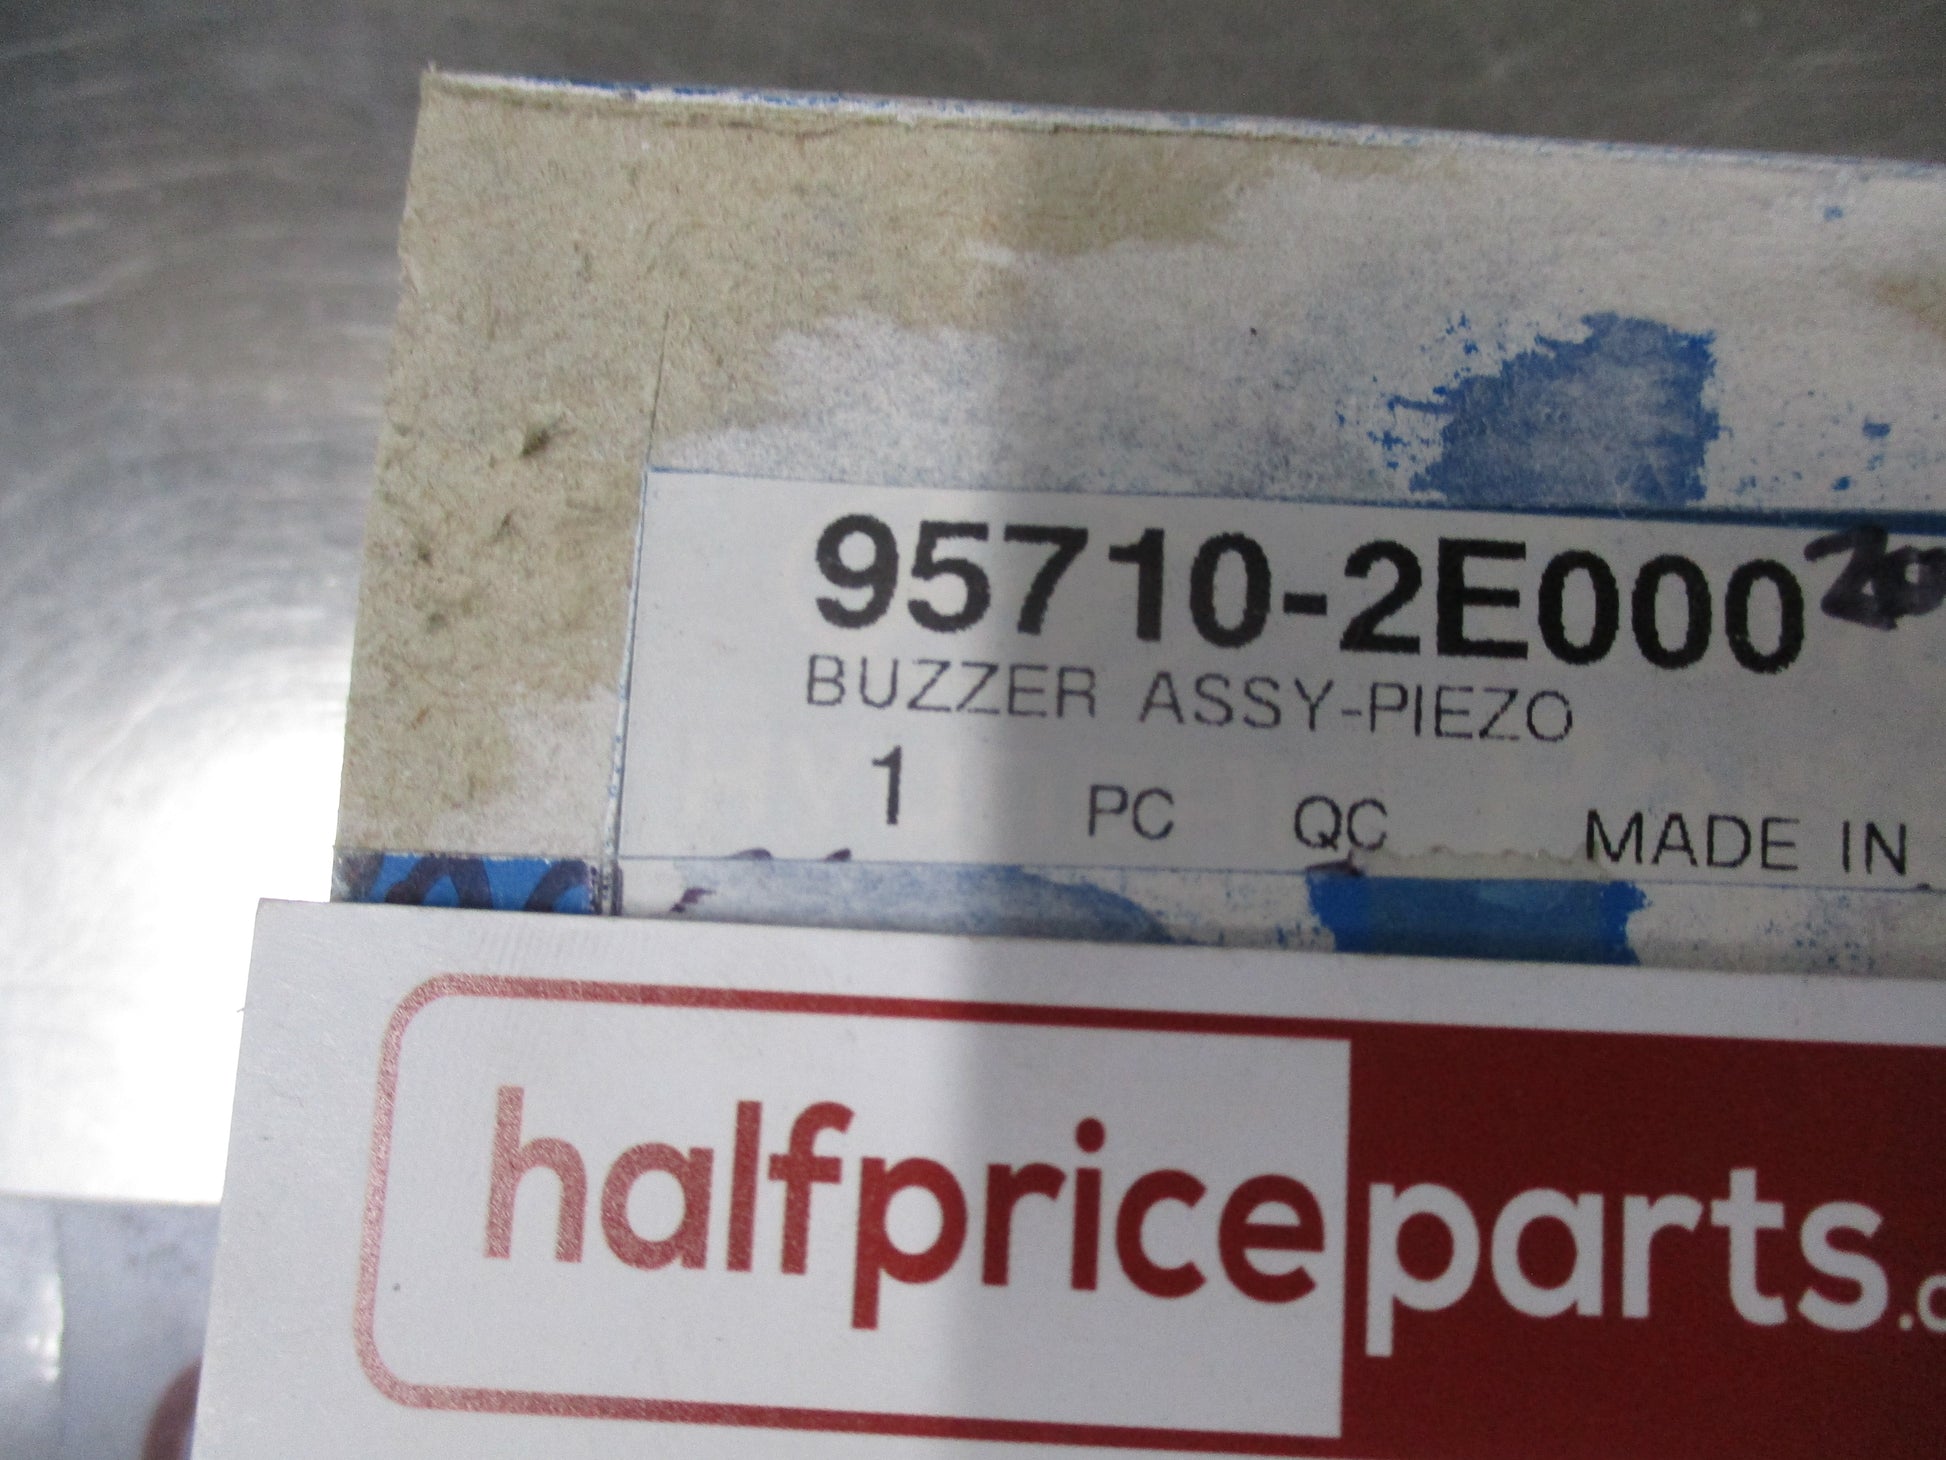 95710-2E000
BUZZER ASSY-PIEZO
1 PC QC MADE IN
halfpriceparts.c